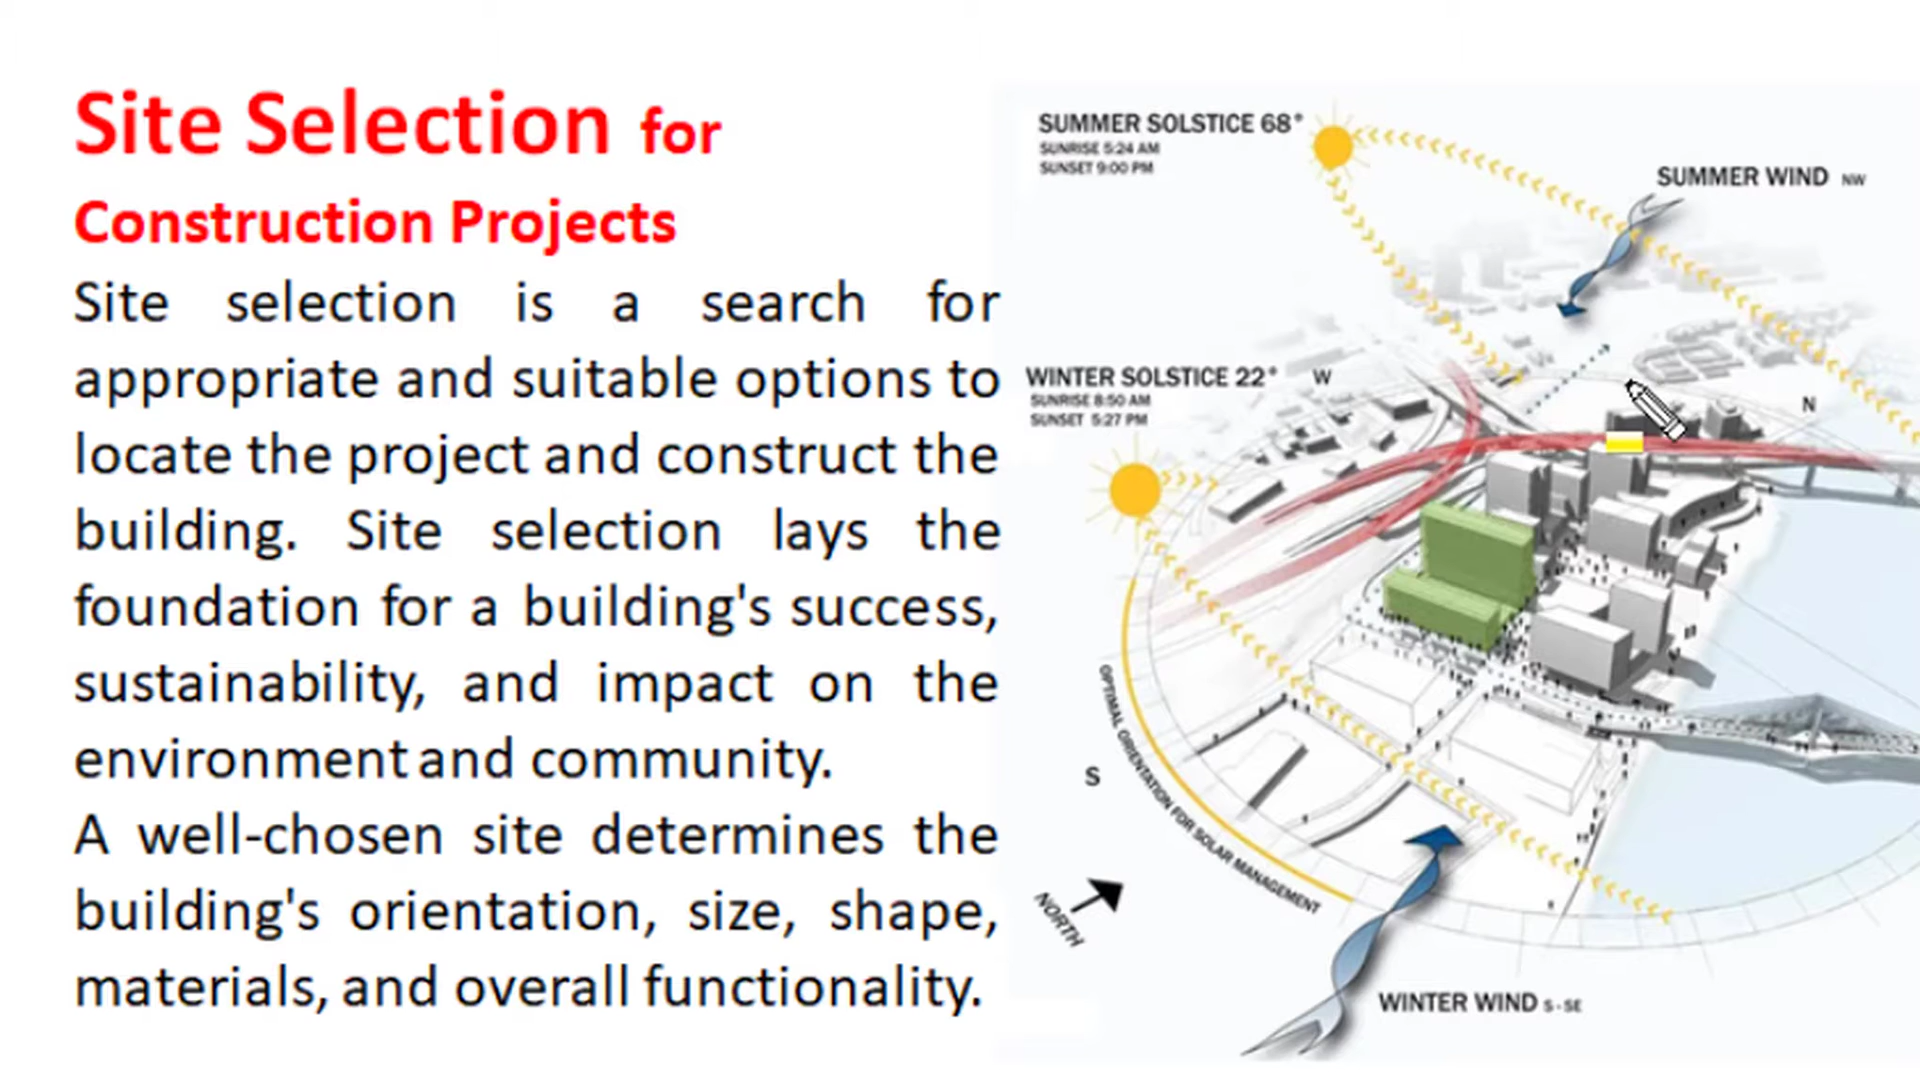 Site Selection for
Construction Projects
Site selection is a search for
appropriate and suitable options to
locate the project and construct the
building. Site selection lays the
foundation for a building's success,
sustainability, and impact on the
environment and community.
A well-chosen site determines the
building's orientation, size, shape,
materials, and overall functionality.
SUMMER SOLSTICE 68°
SUNRISE 5:24 AM
SUNSET 9:00 PM
SUMMER WIND NW
WINTER SOLSTICE 22°
SUNRISE 8:50 AM
SUNSET 5:27 PM
W
N
OPTIMAL ORIENTATION FOR SOLAR MANAGEMENT
S
NORTH
WINTER WIND S-SE